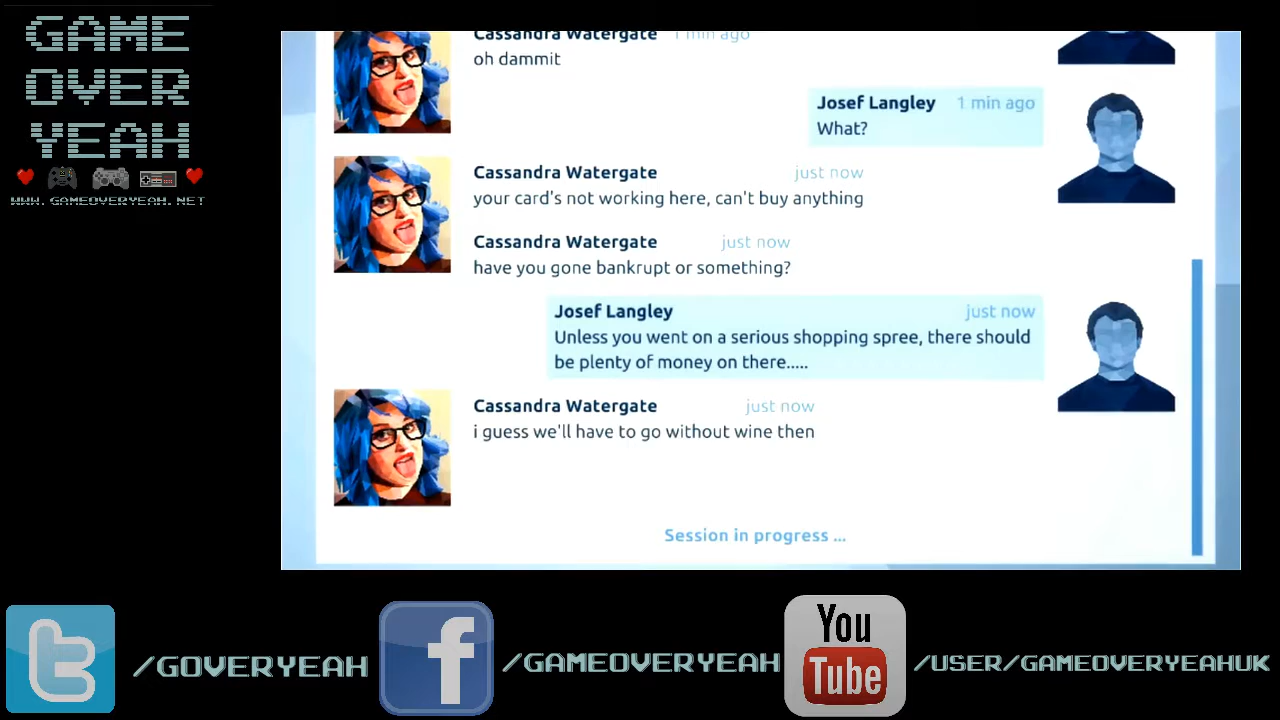 GAME
OVER
YEAH
WWW.GAMEOVERYEAH.NET
Cassandra Watergate 1 min ago
oh dammit
Josef Langley 1 min ago
What?
Cassandra Watergate just now
your card's not working here, can't buy anything
Cassandra Watergate just now
have you gone bankrupt or something?
Josef Langley just now
Unless you went on a serious shopping spree, there should
be plenty of money on there.....
Cassandra Watergate just now
i guess we'll have to go without wine then
Session in progress ...
/GOVERYEAH
/GAMEOVERYEAH
You
Tube
/USER/GAMEOVERYEAHUK